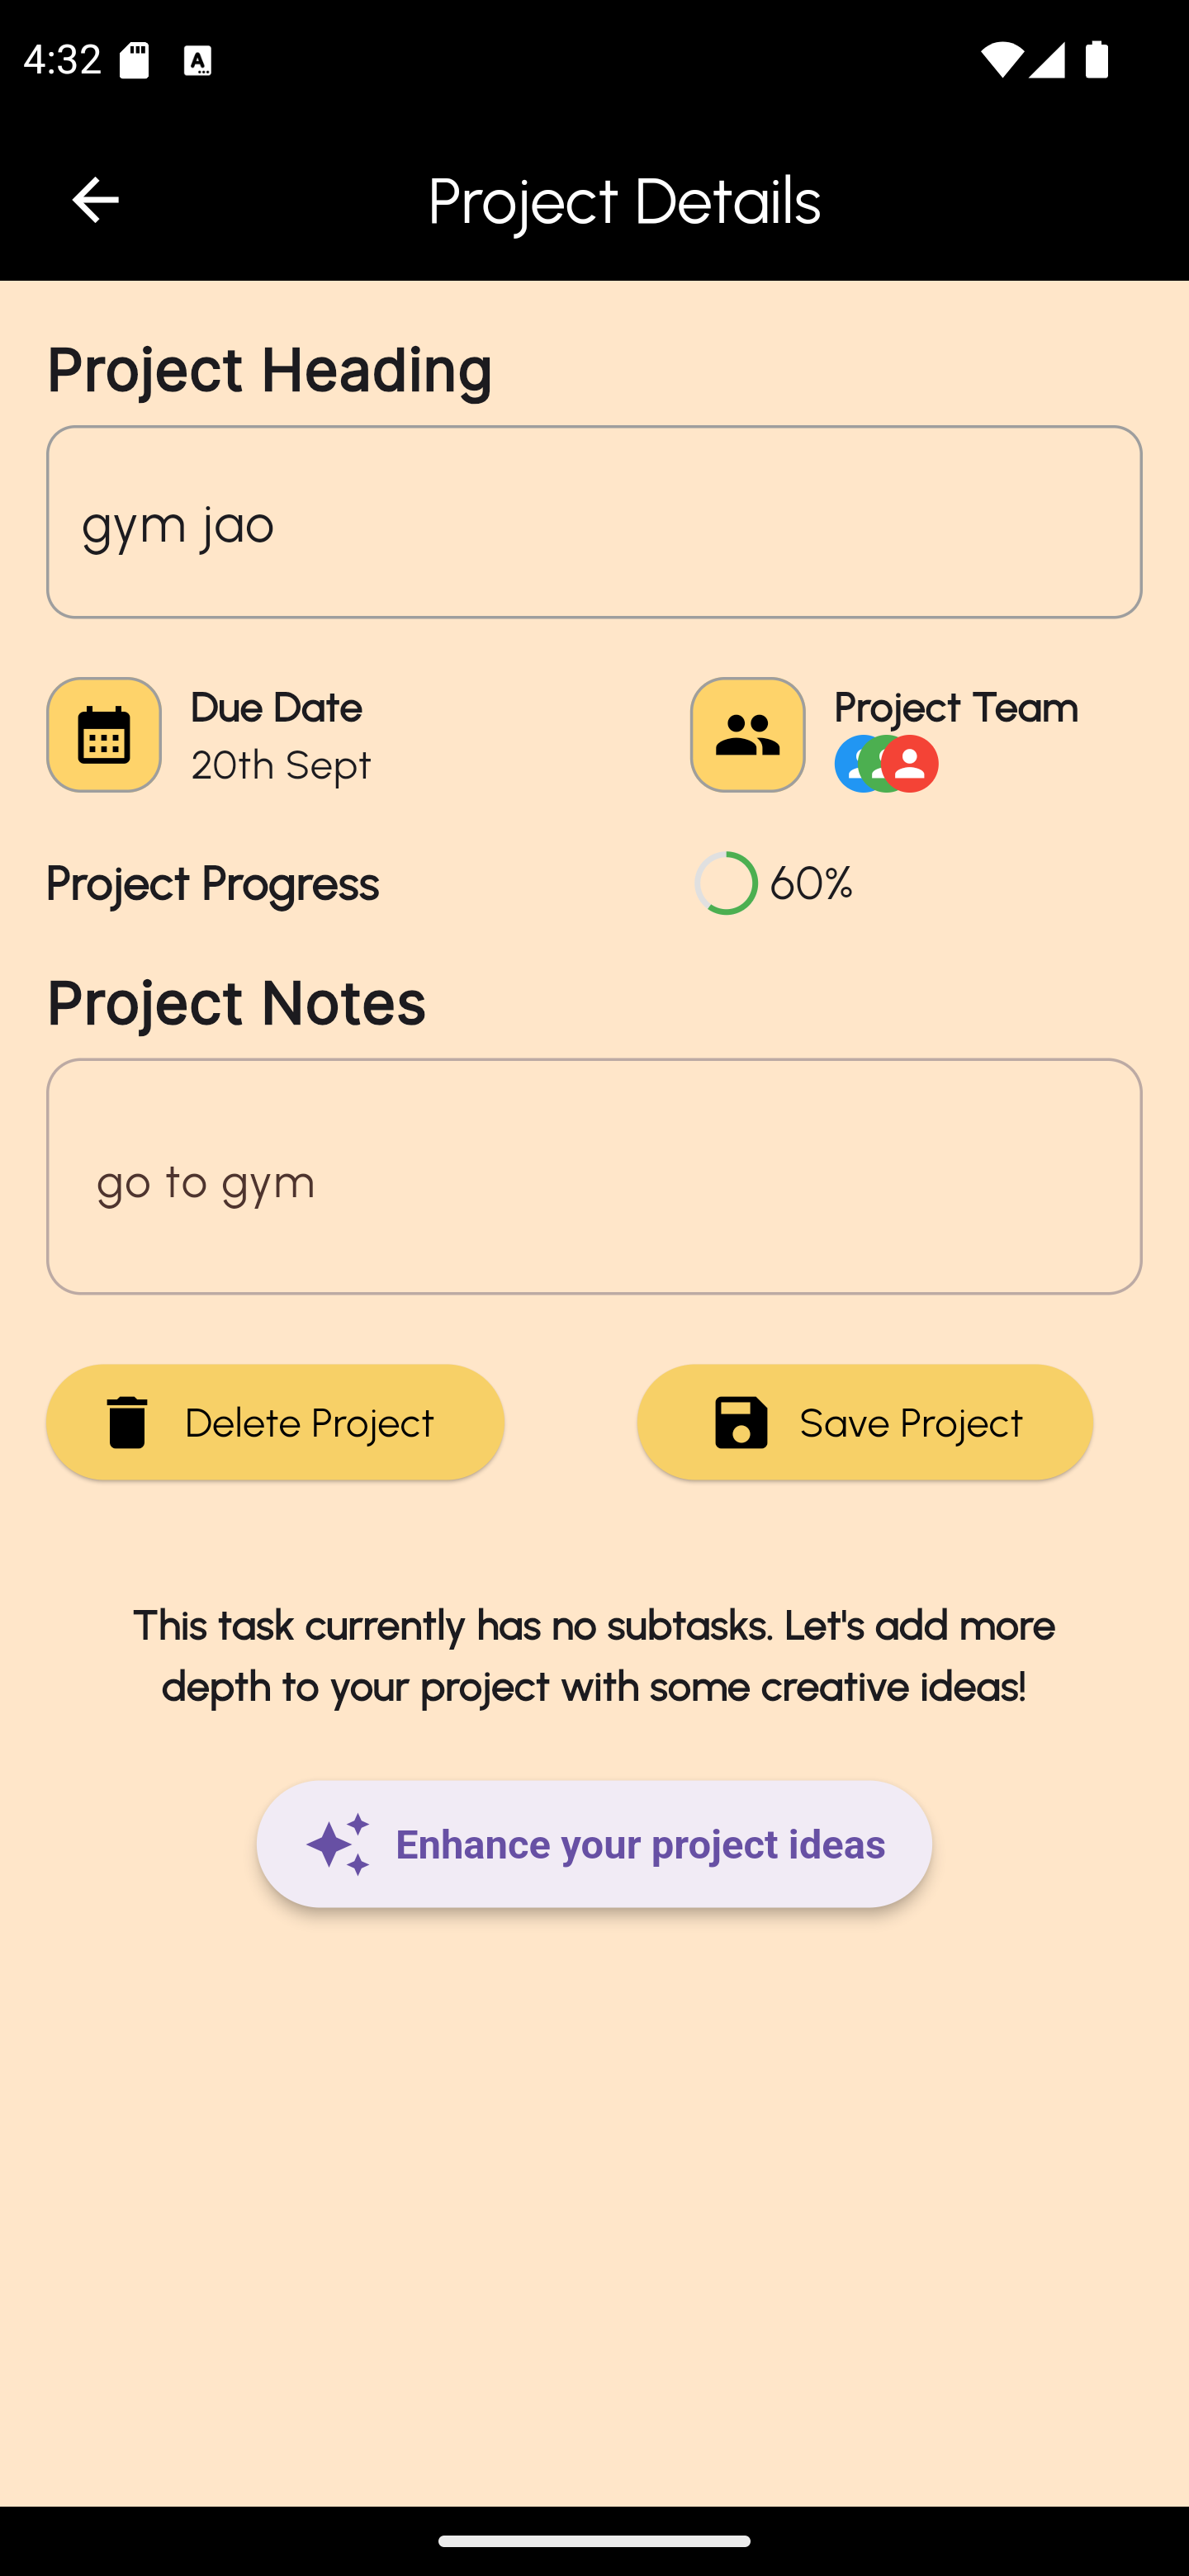 4:32
Project Details
Project Heading
gym jao
Due Date
20th Sept
Project Team
Project Progress
60%
Project Notes
go to gym
Delete Project
Save Project
This task currently has no subtasks. Let's add more
depth to your project with some creative ideas!
Enhance your project ideas